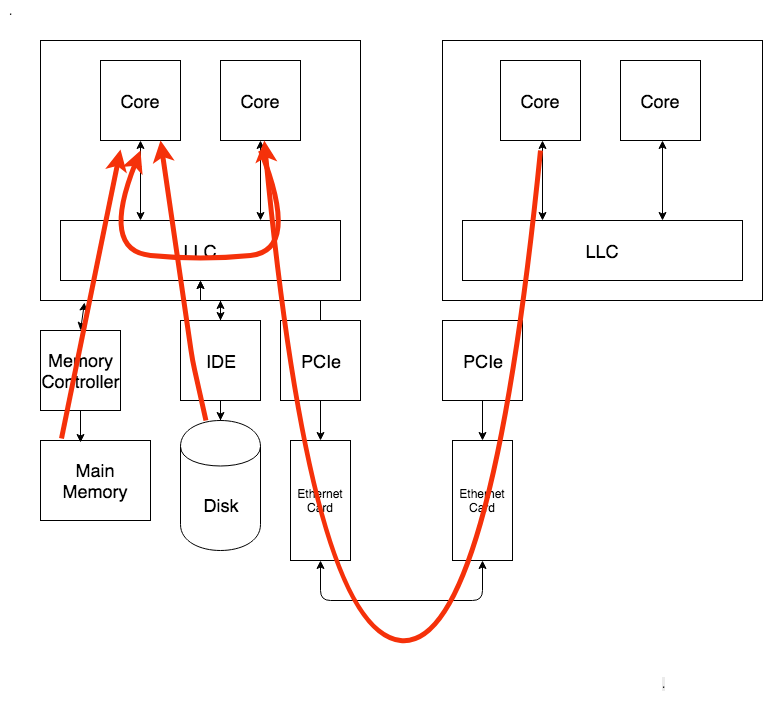 .
Core
Core
Core
Core
LLC
LLC
Memory
Controller
IDE
PCIe
PCIe
Main
Memory
Disk
Ethernet
Card
Ethernet
Card
.